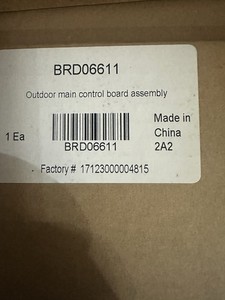 BRD06611
Outdoor main control board assembly
1 Ea
BRD06611
Made in
China
2A2
Factory # 17123000004815